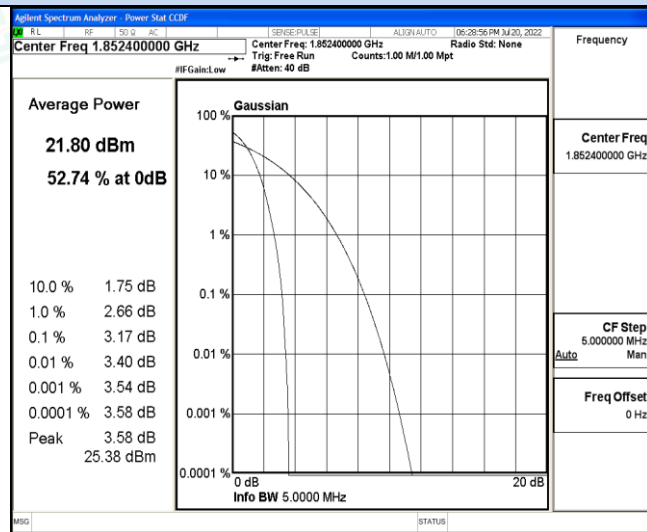 Agilent Spectrum Analyzer - Power Stat CCDF
RL RF 50 Ω AC SENSE:PULSE ALIGN AUTO 06:28:56 PM Jul 20, 2022
Center Freq 1.852400000 GHz
Center Freq: 1.852400000 GHz Radio Std: None
Trig: Free Run Counts:1.00 M/1.00 Mpt
#IFGain:Low #Atten: 40 dB
Frequency
Average Power
21.80 dBm
52.74 % at 0dB
10.0 % 1.75 dB
1.0 % 2.66 dB
0.1 % 3.17 dB
0.01 % 3.40 dB
0.001 % 3.54 dB
0.0001 % 3.58 dB
Peak 3.58 dB
25.38 dBm
Gaussian
100 %
10 %
1 %
0.1 %
0.01 %
0.001 %
0.0001 %
0 dB 20 dB
Info BW 5.0000 MHz
Center Freq
1.852400000 GHz
CF Step
5.000000 MHz
Auto Man
Freq Offset
0 Hz
MSG STATUS